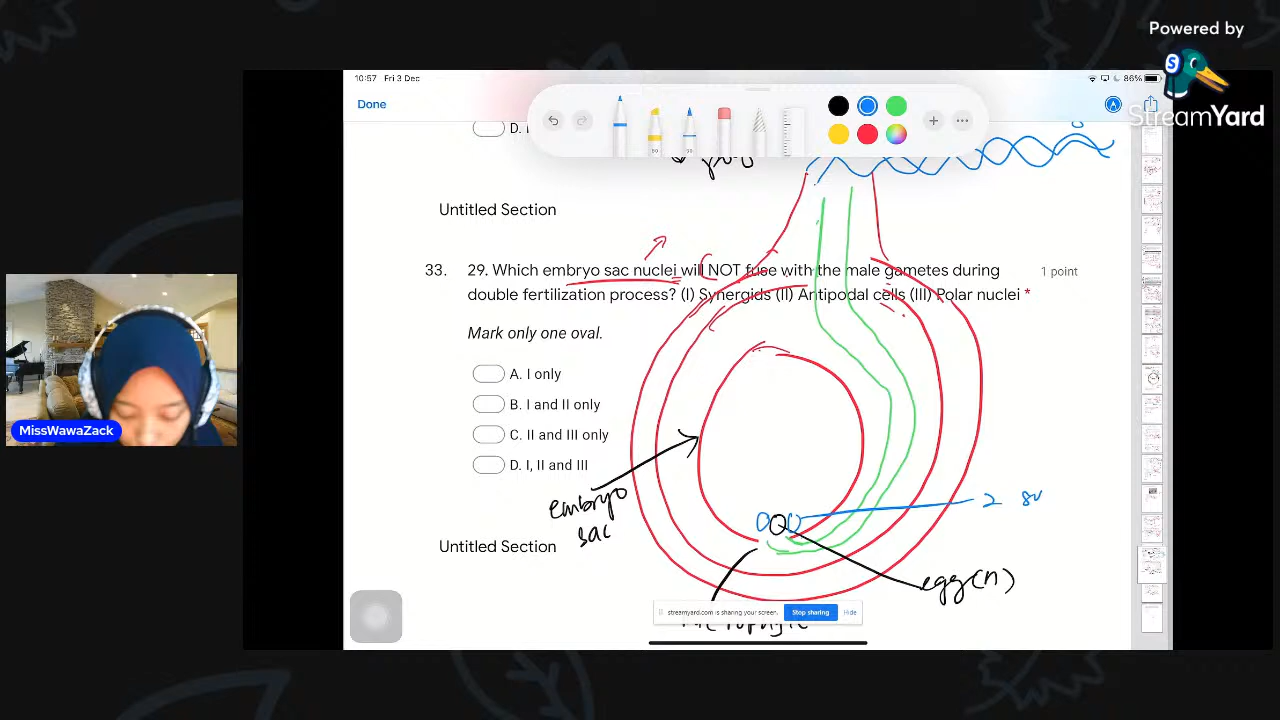 Powered by
StreamYard
10:57 Fri 3 Dec
86%
Done
D.
Untitled Section
33. 29. Which embryo sac nuclei will NOT fuse with the male gametes during 1 point
double fertilization process? (I) Synergids (II) Antipodal cells (III) Polar nuclei *
Mark only one oval.
A. I only
B. I and II only
C. II and III only
D. I, II and III
MissWawaZack
embryo
sac
2
Untitled Section
egg(n)
streamyard.com is sharing your screen. Stop sharing Hide